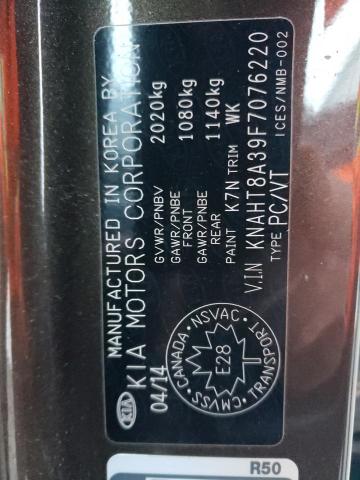 MANUFACTURED IN KOREA BY
KIA KIA MOTORS CORPORATION
04/14
GVWR/PNBV 2020kg
GAWR/PNBE FRONT 1080kg
GAWR/PNBE REAR 1140kg
PAINT K7N TRIM WK
V.I.N KNAHT8A39F7076220
TYPE PC/VT
ICES/NMB-002
CANADA · NSVAC · TRANSPORT · CMVSS
E28
R50